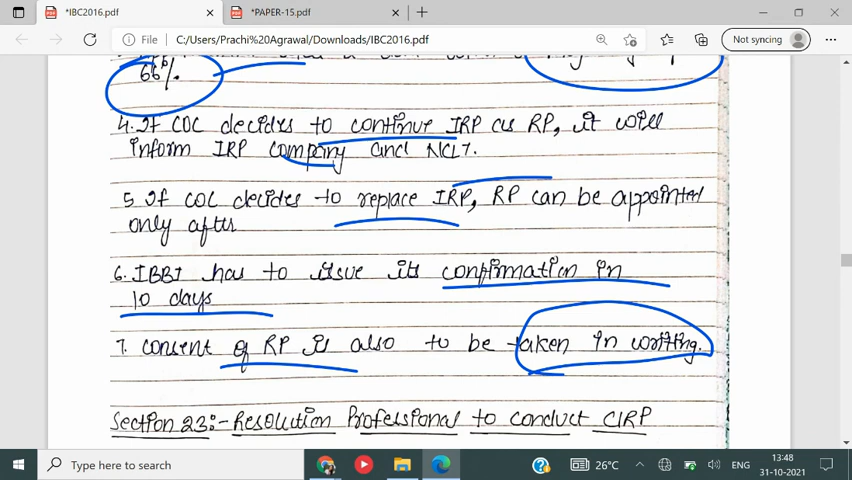 *IBC2016.pdf
*PAPER-15.pdf
File C:/Users/Prachi%20Agrawal/Downloads/IBC2016.pdf
Not syncing
66%.
4. If COC decides to continue IRP as RP, it will
inform IRP company and NCLT.
5. If COC decides to replace IRP, RP can be appointed
only after
6. IBBI has to issue its confirmation in
10 days
7. consent of RP is also to be taken in writing.
Section 23:- Resolution Professional to conduct CIRP
Type here to search
26°C
ENG
13:48
31-10-2021